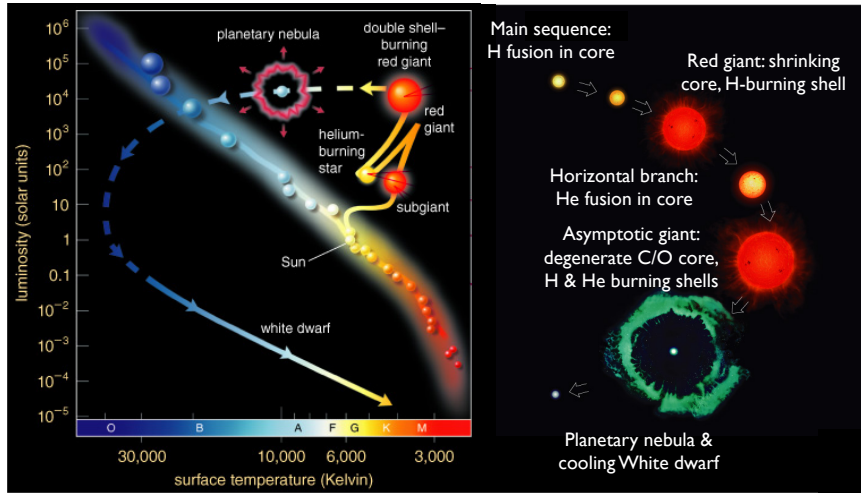 10⁶
10⁵
10⁴
10³
10²
10
1
0.1
10⁻²
10⁻³
10⁻⁴
10⁻⁵
luminosity (solar units)
planetary nebula
double shell–
burning
red giant
red
giant
helium-
burning
star
subgiant
Sun
white dwarf
O B A F G K M
30,000 10,000 6,000 3,000
surface temperature (Kelvin)
Main sequence:
H fusion in core
Red giant: shrinking
core, H-burning shell
Horizontal branch:
He fusion in core
Asymptotic giant:
degenerate C/O core,
H & He burning shells
Planetary nebula &
cooling White dwarf